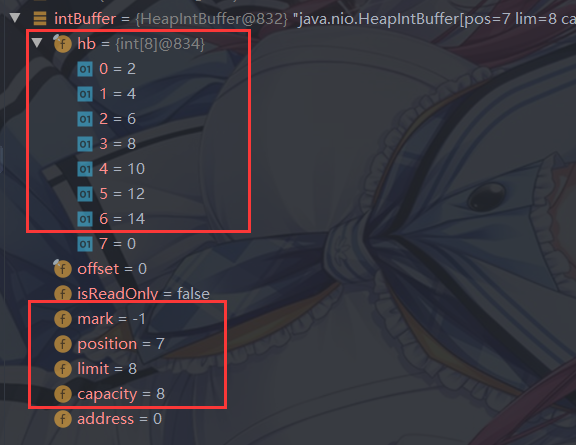 intBuffer = {HeapIntBuffer@832} "java.nio.HeapIntBuffer[pos=7 lim=8 ca
f hb = {int[8]@834}
01 0 = 2
01 1 = 4
01 2 = 6
01 3 = 8
01 4 = 10
01 5 = 12
01 6 = 14
01 7 = 0
f offset = 0
f isReadOnly = false
f mark = -1
f position = 7
f limit = 8
f capacity = 8
f address = 0